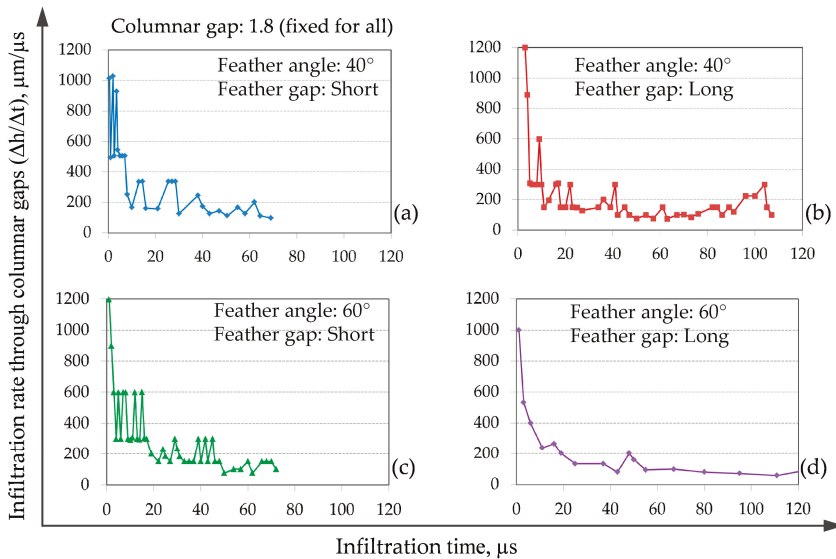 Columnar gap: 1.8 (fixed for all)
Infiltration rate through columnar gaps (Δh/Δt), μm/μs
1200
1000
800
600
400
200
0
Feather angle: 40°
Feather gap: Short
(a)
0 20 40 60 80 100 120
1200
1000
800
600
400
200
0
Feather angle: 40°
Feather gap: Long
(b)
0 20 40 60 80 100 120
1200
1000
800
600
400
200
0
Feather angle: 60°
Feather gap: Short
(c)
0 20 40 60 80 100 120
1200
1000
800
600
400
200
0
Feather angle: 60°
Feather gap: Long
(d)
0 20 40 60 80 100 120
Infiltration time, μs